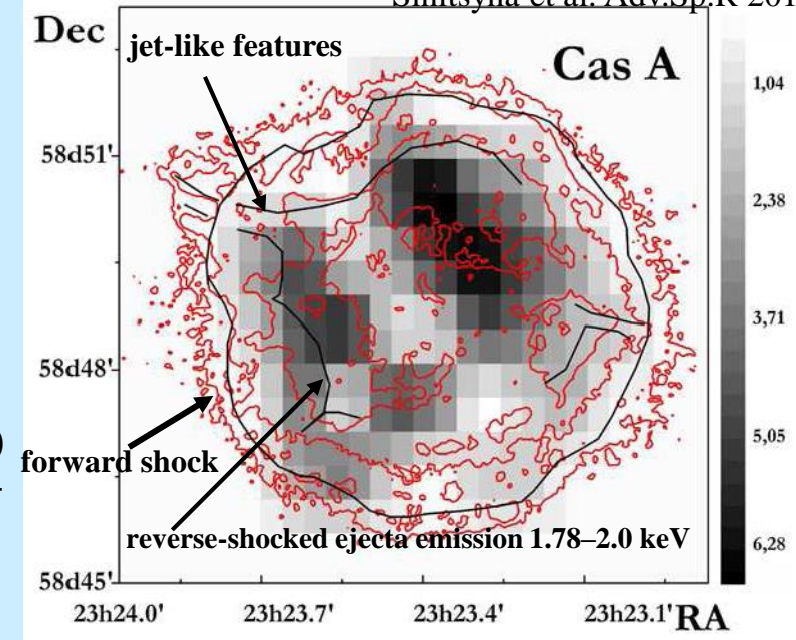 et al. Adv.Sp.R
Dec
jet-like features
Cas A
1,04
58d51'
2,38
3,71
58d48'
5,05
forward shock
reverse-shocked ejecta emission 1.78–2.0 keV
6,28
58d45'
23h24.0' 23h23.7' 23h23.4' 23h23.1' RA